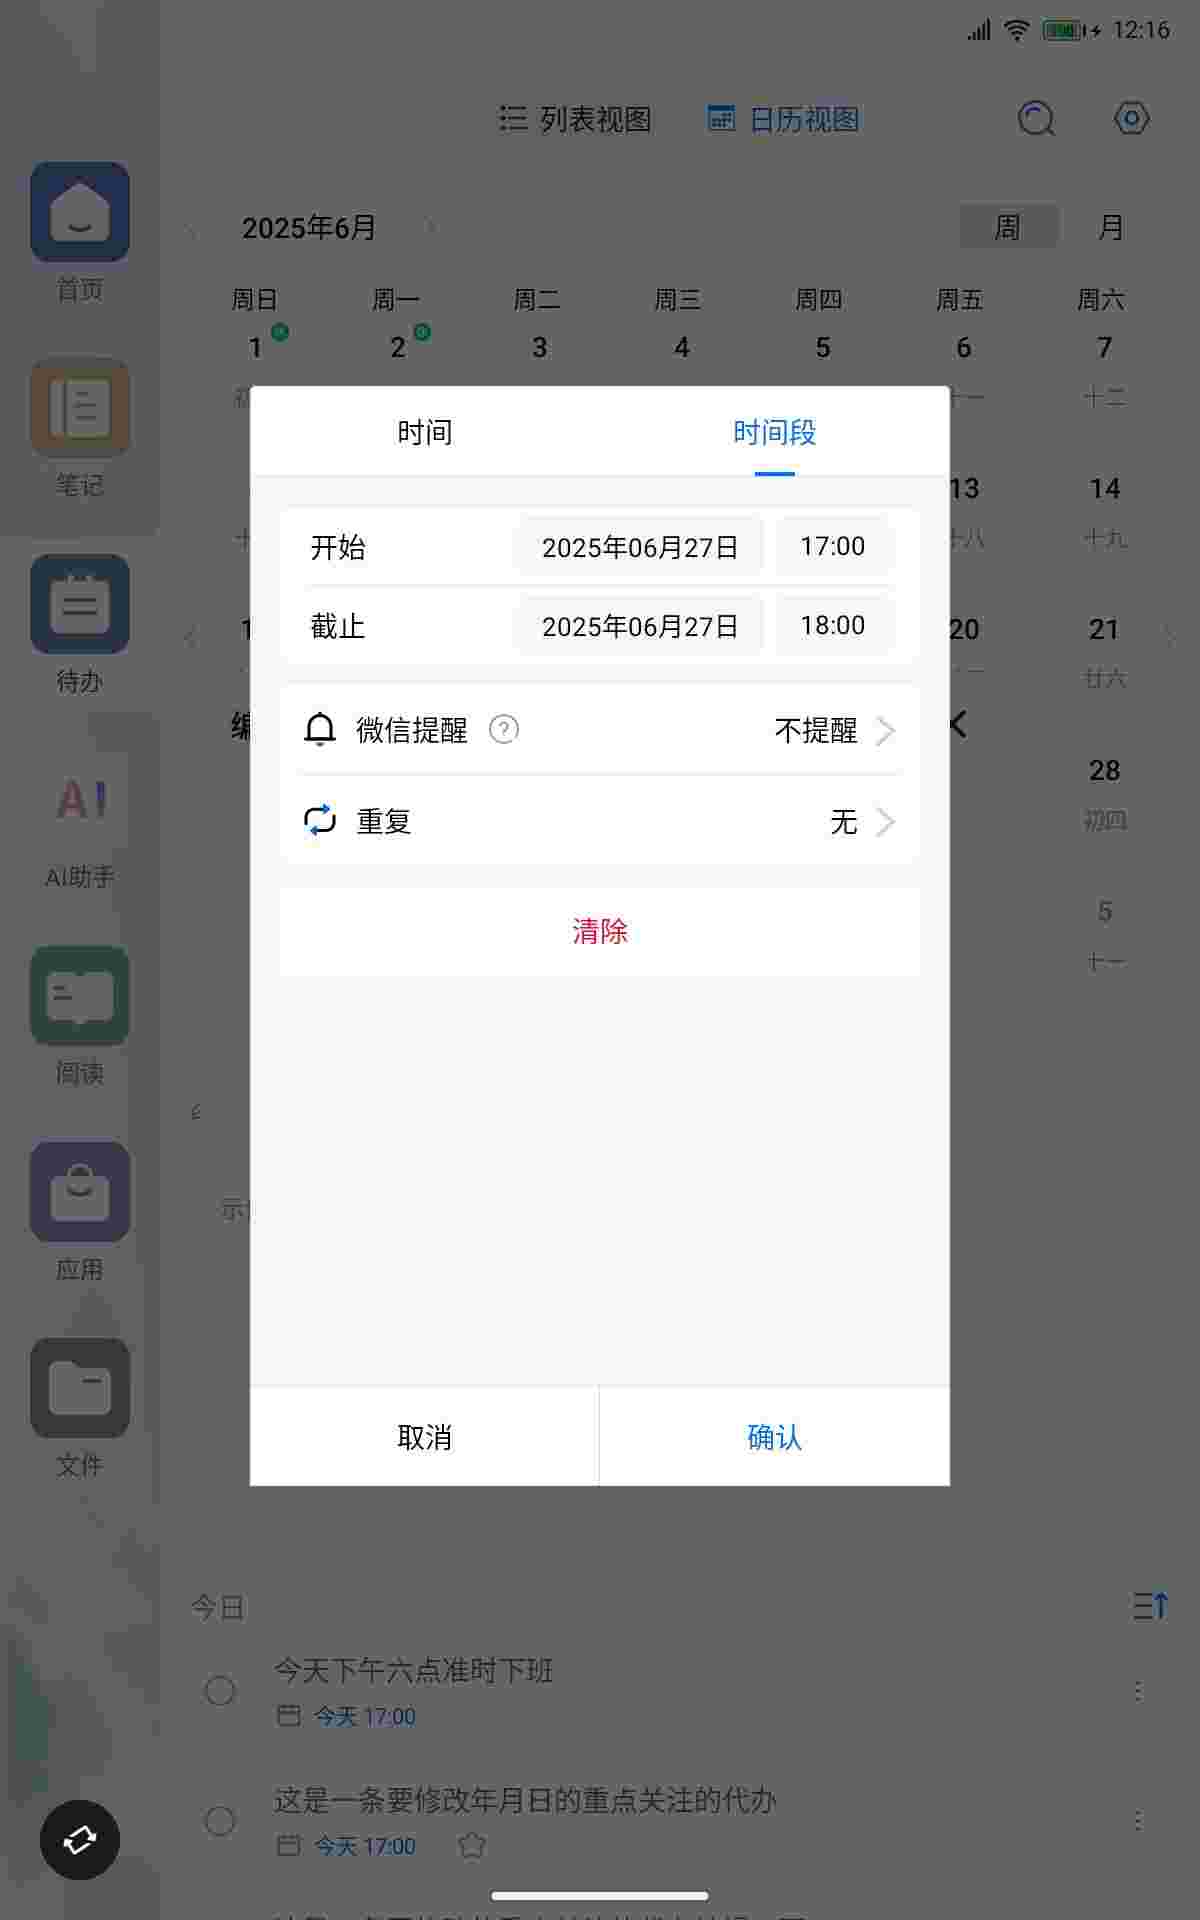 12:16
列表视图 日历视图
2025年6月 周 月
周日 周一 周二 周三 周四 周五 周六
1 2 3 4 5 6 7
十一 十二
时间 时间段
13 14
十八 十九
开始 2025年06月27日 17:00
截止 2025年06月27日 18:00
20 21
廿六
微信提醒 ? 不提醒
28
初四
重复 无
5
十一
清除
取消 确认
首页
笔记
待办
AI
AI助手
阅读
应用
文件
今日
今天下午六点准时下班
今天 17:00
这是一条要修改年月日的重点关注的代办
今天 17:00